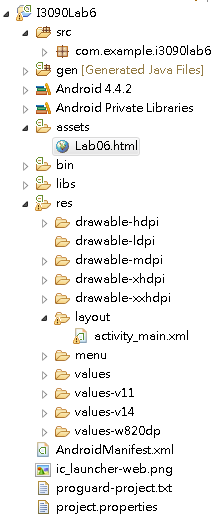 I3090Lab6
src
com.example.i3090lab6
gen [Generated Java Files]
Android 4.4.2
Android Private Libraries
assets
Lab06.html
bin
libs
res
drawable-hdpi
drawable-ldpi
drawable-mdpi
drawable-xhdpi
drawable-xxhdpi
layout
activity_main.xml
menu
values
values-v11
values-v14
values-w820dp
AndroidManifest.xml
ic_launcher-web.png
proguard-project.txt
project.properties